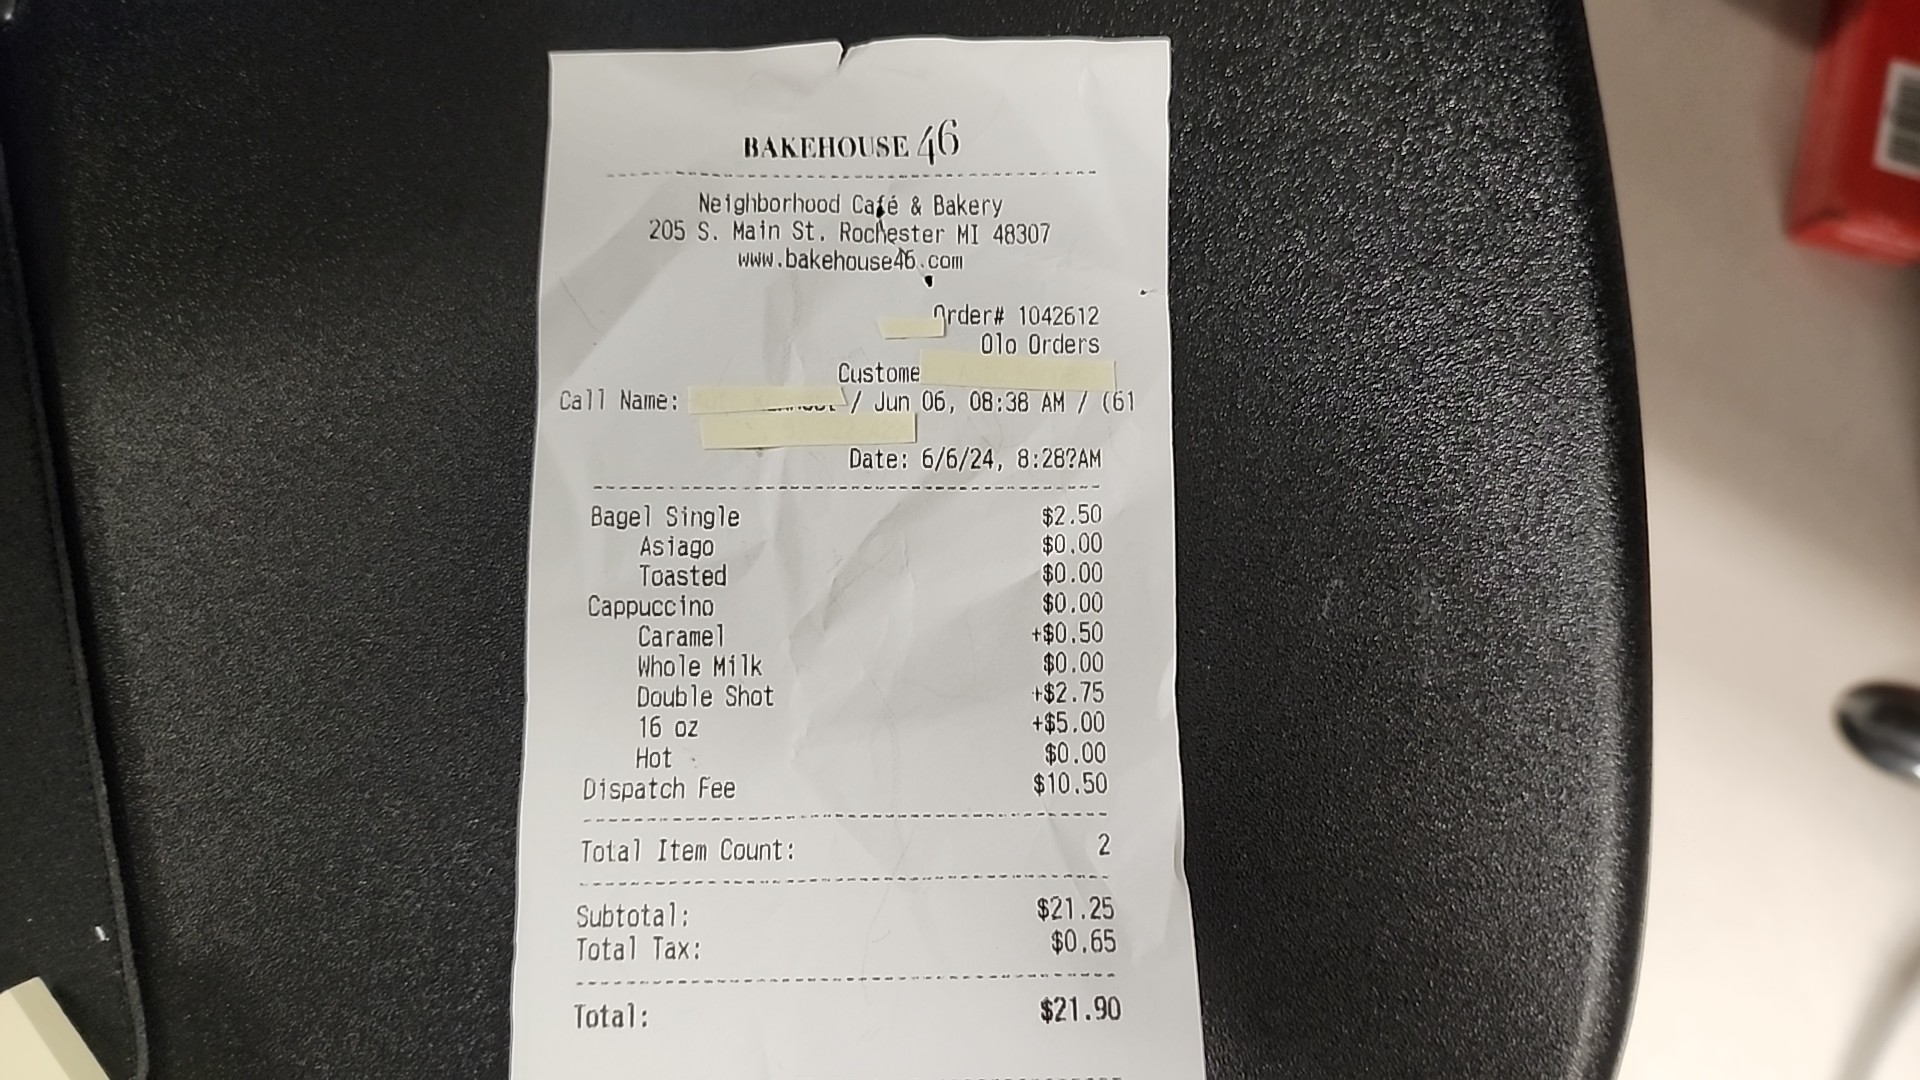 BAKEHOUSE 46
Neighborhood Café & Bakery
205 S. Main St. Rochester MI 48307
www.bakehouse46.com
Order# 1042612
Olo Orders
Custome
Call Name: / Jun 06, 08:38 AM / (61
Date: 6/6/24, 8:28?AM
Bagel Single $2.50
Asiago $0.00
Toasted $0.00
Cappuccino $0.00
Caramel +$0.50
Whole Milk $0.00
Double Shot +$2.75
16 oz +$5.00
Hot $0.00
Dispatch Fee $10.50
Total Item Count: 2
Subtotal: $21.25
Total Tax: $0.65
Total: $21.90